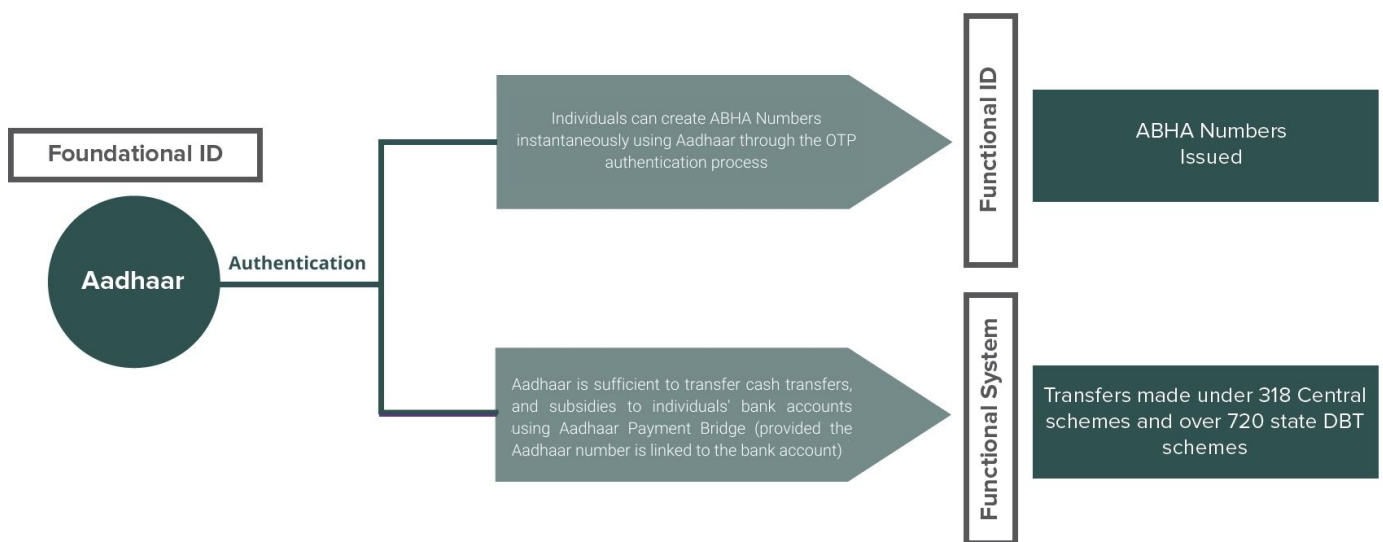 Foundational ID
Aadhaar
Authentication
Individuals can create ABHA Numbers
instantaneously using Aadhaar through the OTP
authentication process
Functional ID
ABHA Numbers
Issued
Aadhaar is sufficient to transfer cash transfers,
and subsidies to individuals' bank accounts
using Aadhaar Payment Bridge (provided the
Aadhaar number is linked to the bank account)
Functional System
Transfers made under 318 Central
schemes and over 720 state DBT
schemes